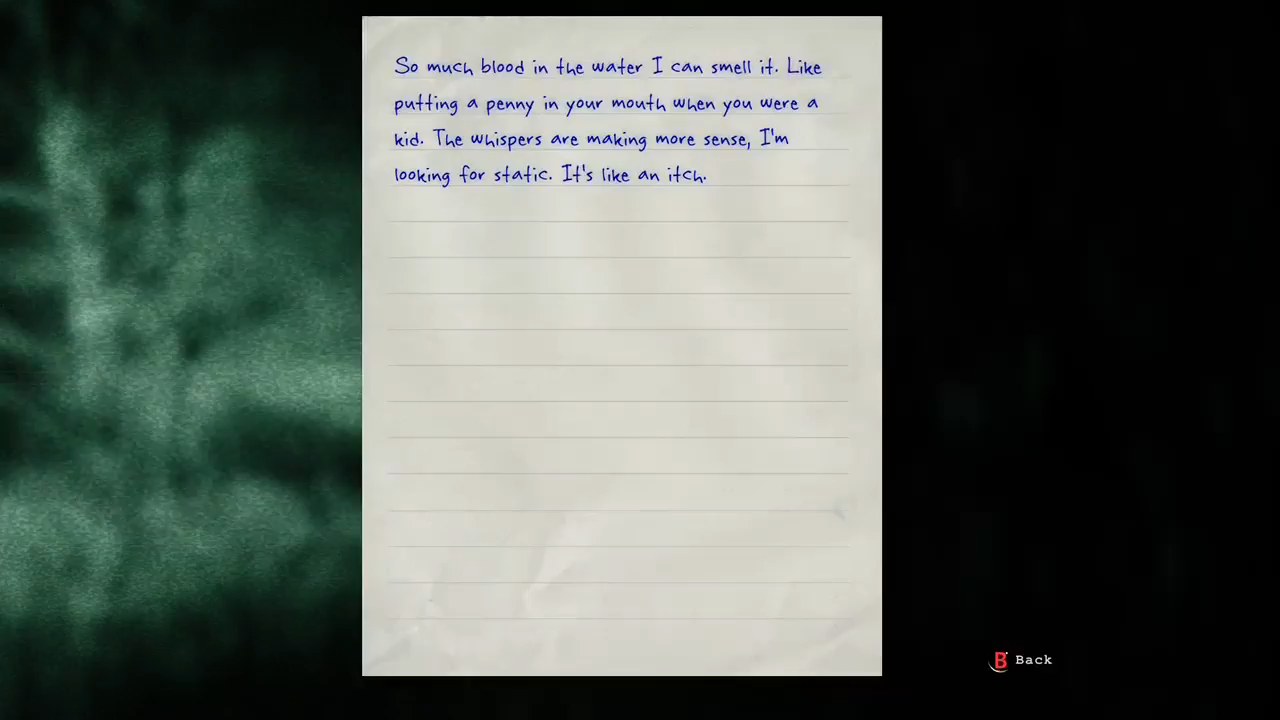 So much blood in the water I can smell it. Like
putting a penny in your mouth when you were a
kid. The whispers are making more sense, I'm
looking for static. It's like an itch.
B Back